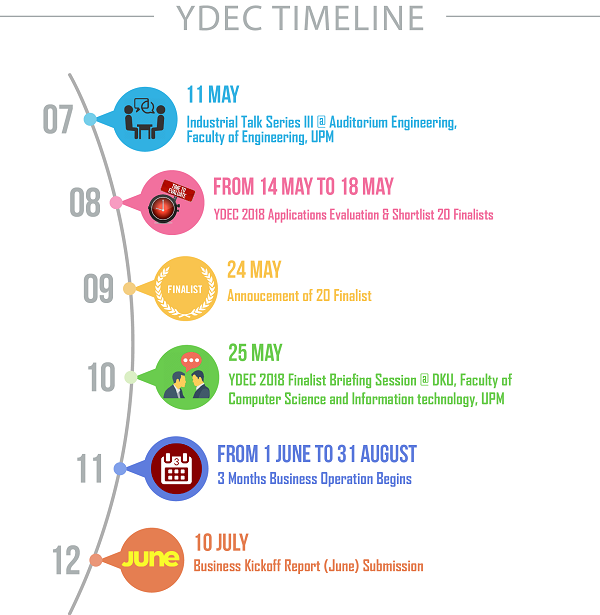 YDEC TIMELINE
07
11 MAY
Industrial Talk Series III @ Auditorium Engineering,
Faculty of Engineering, UPM
08
TIME TO
EVALUATE
FROM 14 MAY TO 18 MAY
YDEC 2018 Applications Evaluation & Shortlist 20 Finalists
09
FINALIST
24 MAY
Annoucement of 20 Finalist
10
25 MAY
YDEC 2018 Finalist Briefing Session @ DKU, Faculty of
Computer Science and Information technology, UPM
11
3
FROM 1 JUNE TO 31 AUGUST
3 Months Business Operation Begins
12
june
10 JULY
Business Kickoff Report (June) Submission